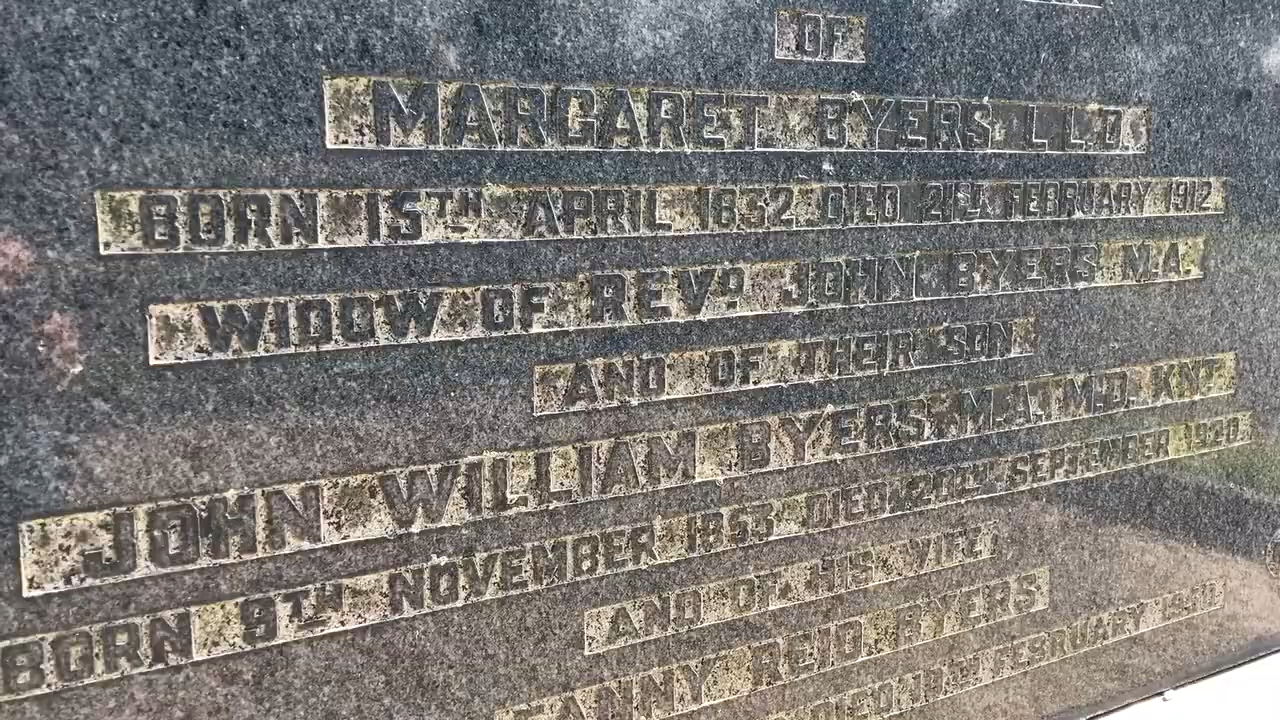 OF
MARGARET BYERS L.L.D.
BORN 15TH APRIL 1832 DIED 21ST FEBRUARY 1912
WIDOW OF REVD JOHN BYERS M.A.
AND OF THEIR SON
JOHN WILLIAM BYERS M.A. M.D. KNT
BORN 9TH NOVEMBER 1853 DIED 20TH SEPTEMBER 1920
AND OF HIS WIFE
FANNY REID BYERS
DIED FEBRUARY